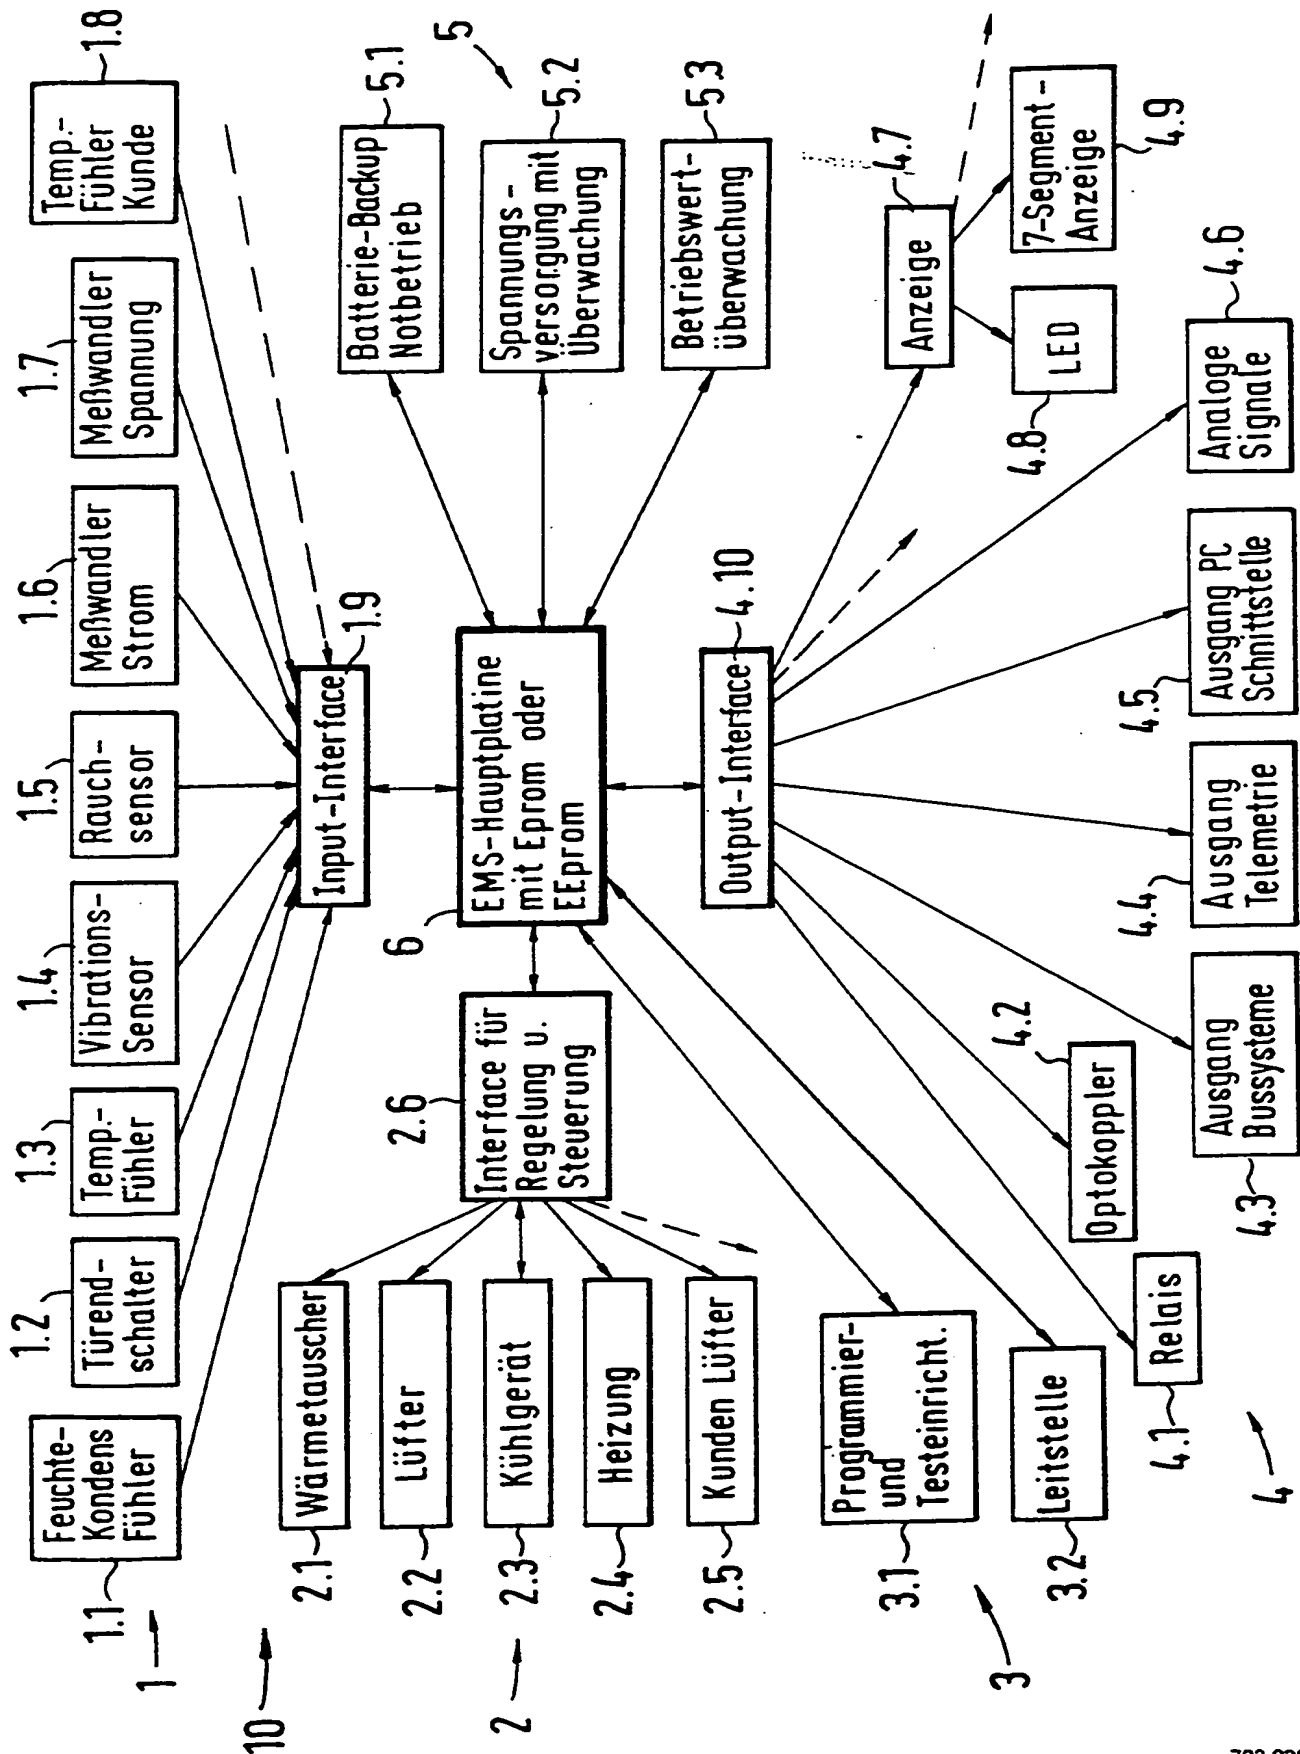 1.1
Feuchte-
Kondens
Fühler
1.2
Türend-
schalter
1.3
Temp.-
Fühler
1.4
Vibrations-
Sensor
1.5
Rauch-
sensor
1.6
Meßwandler
Strom
1.7
Meßwandler
Spannung
1.8
Temp.-
Fühler
Kunde
1
10
Input-Interface
1.9
2.1
Wärmetauscher
2.2
Lüfter
2.3
Kühlgerät
2.4
Heizung
2.5
Kunden Lüfter
2
2.6
Interface für
Regelung u.
Steuerung
6
EMS-Hauptplatine
mit Eprom oder
EEprom
Batterie-Backup
Notbetrieb
5.1
5
Spannungs-
versorgung mit
Überwachung
5.2
Betriebswert-
überwachung
5.3
3.1
Programmier-
und
Testeinricht.
3.2
Leitstelle
3
Output-Interface
4.10
4.1
Relais
4.2
Optokoppler
4.3
Ausgang
Bussysteme
4.4
Ausgang
Telemetrie
4.5
Ausgang PC
Schnittstelle
4.6
Analoge
Signale
4.7
Anzeige
4.8
LED
4.9
7-Segment-
Anzeige
4